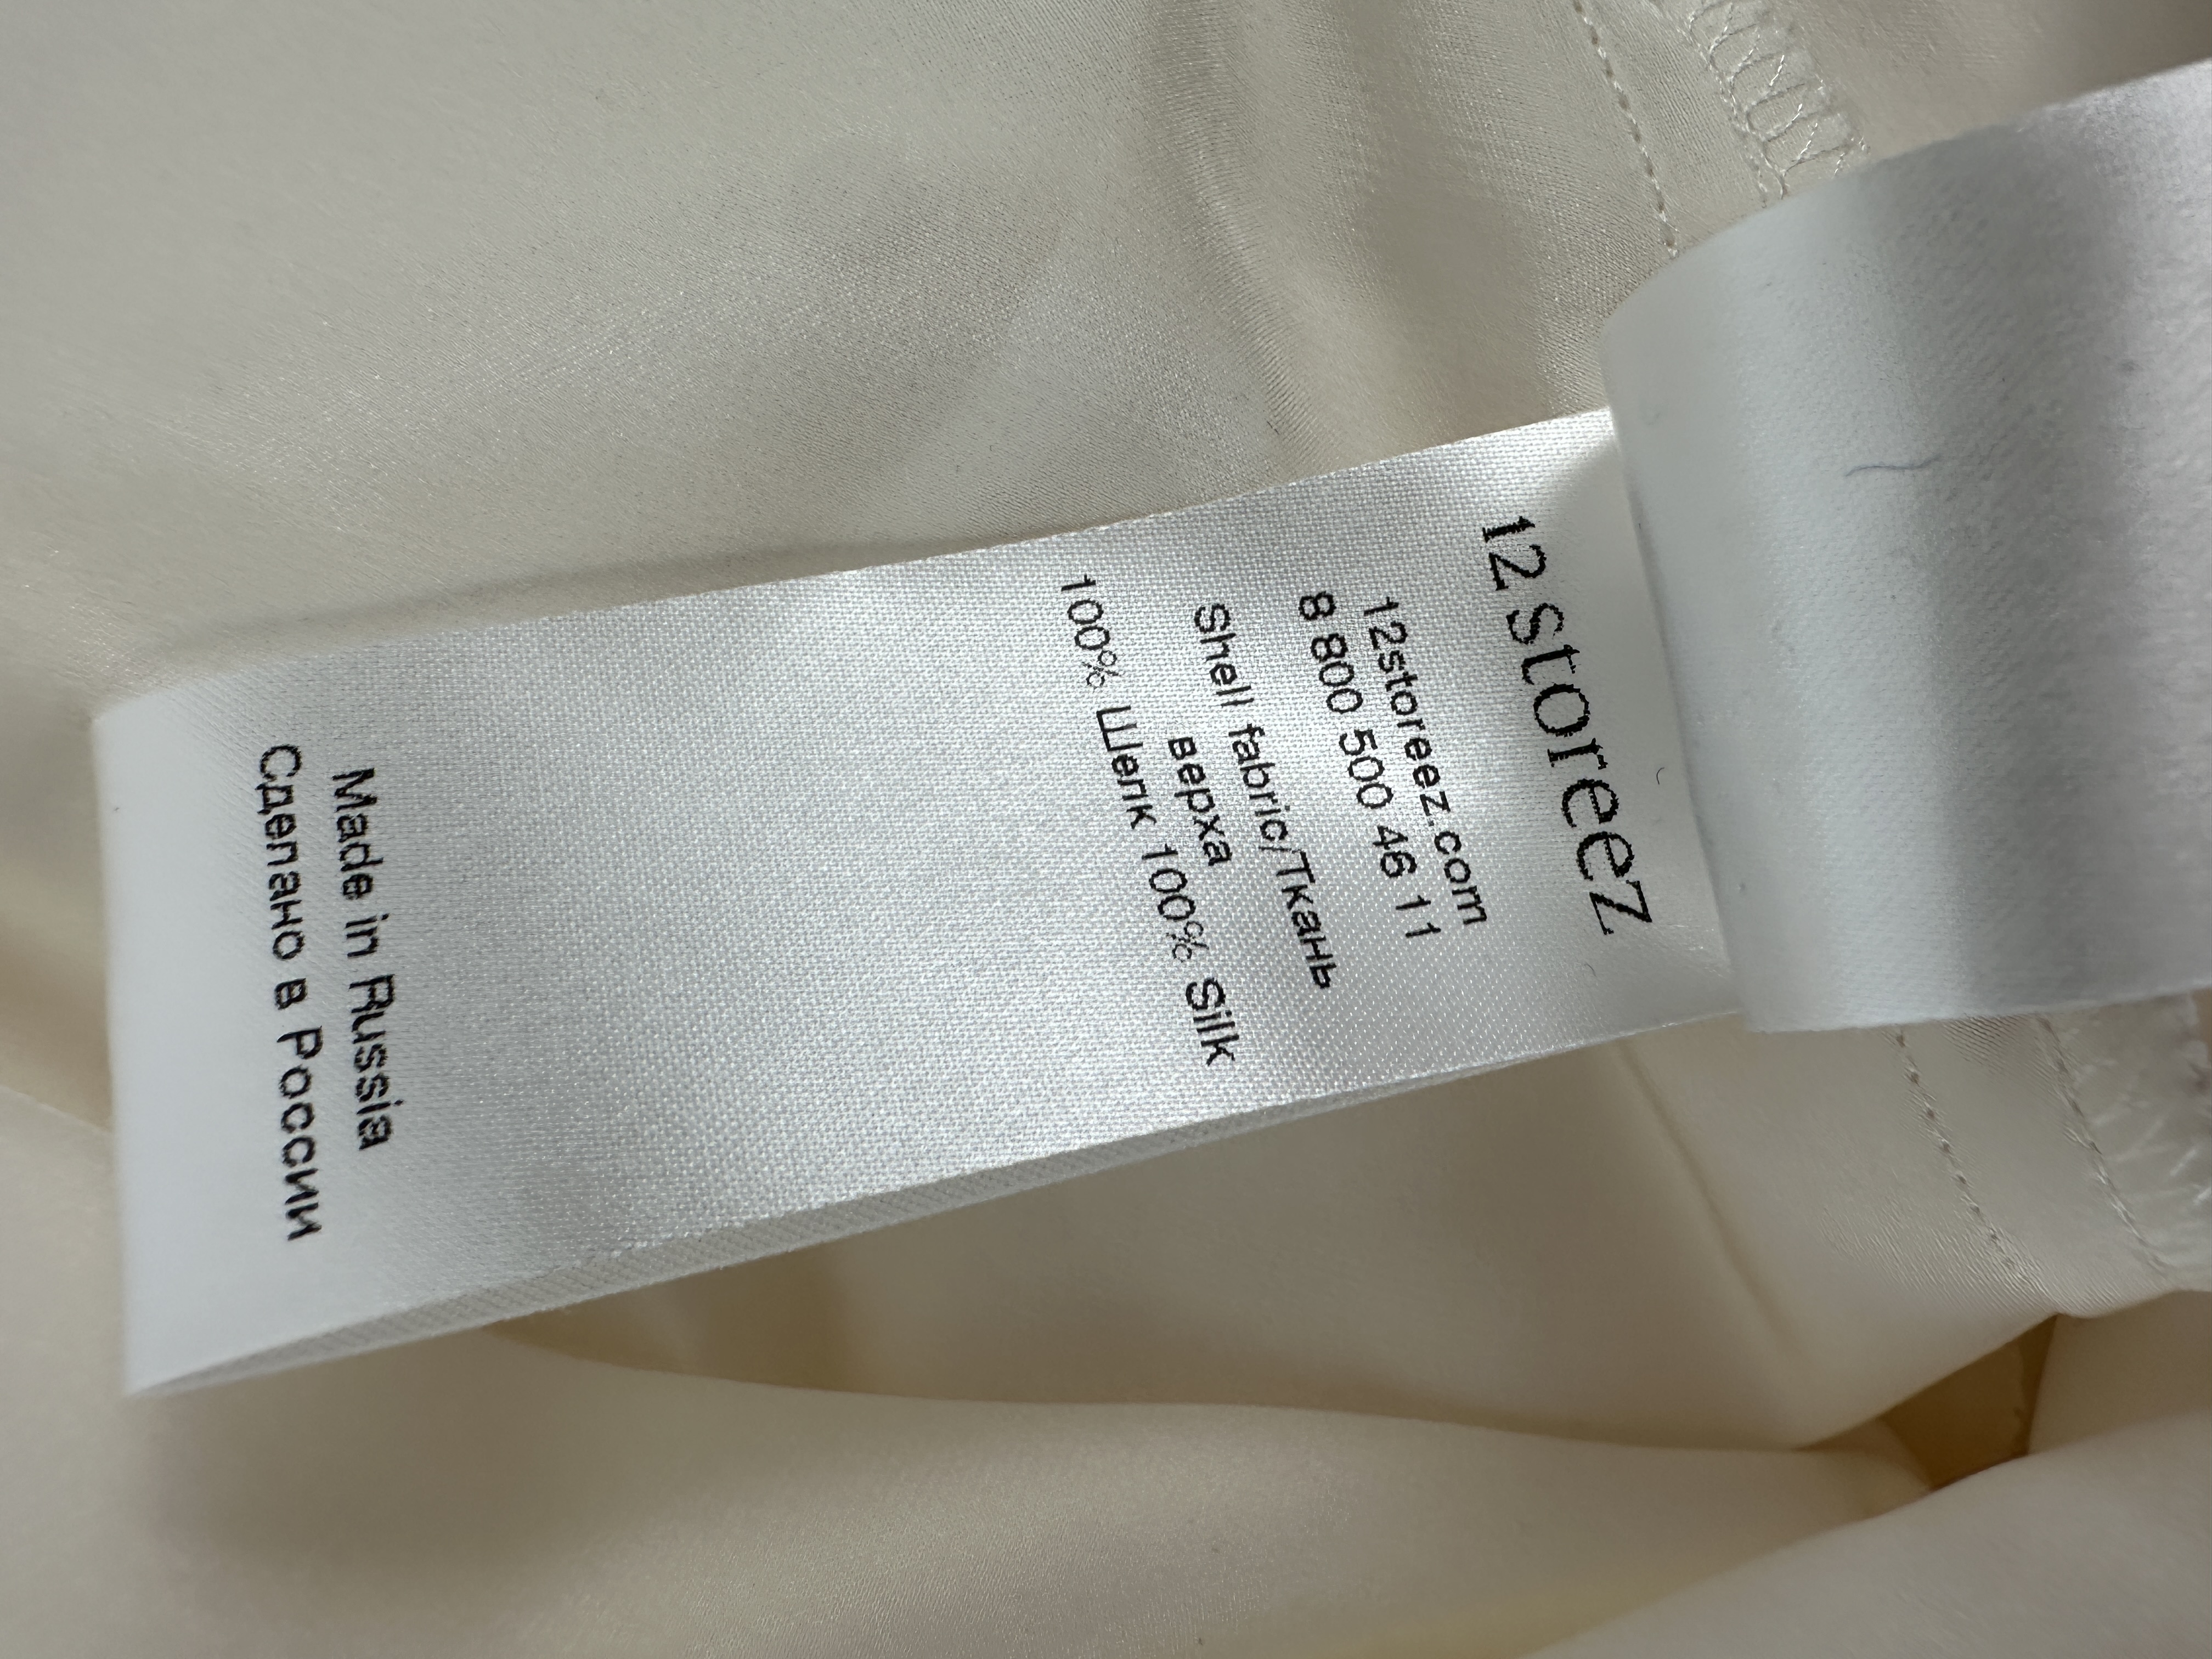 12 storeez
12storeez.com
8 800 500 46 11
Shell fabric/Ткань
верха
100% Шелк 100% Silk
Made in Russia
Сделано в России